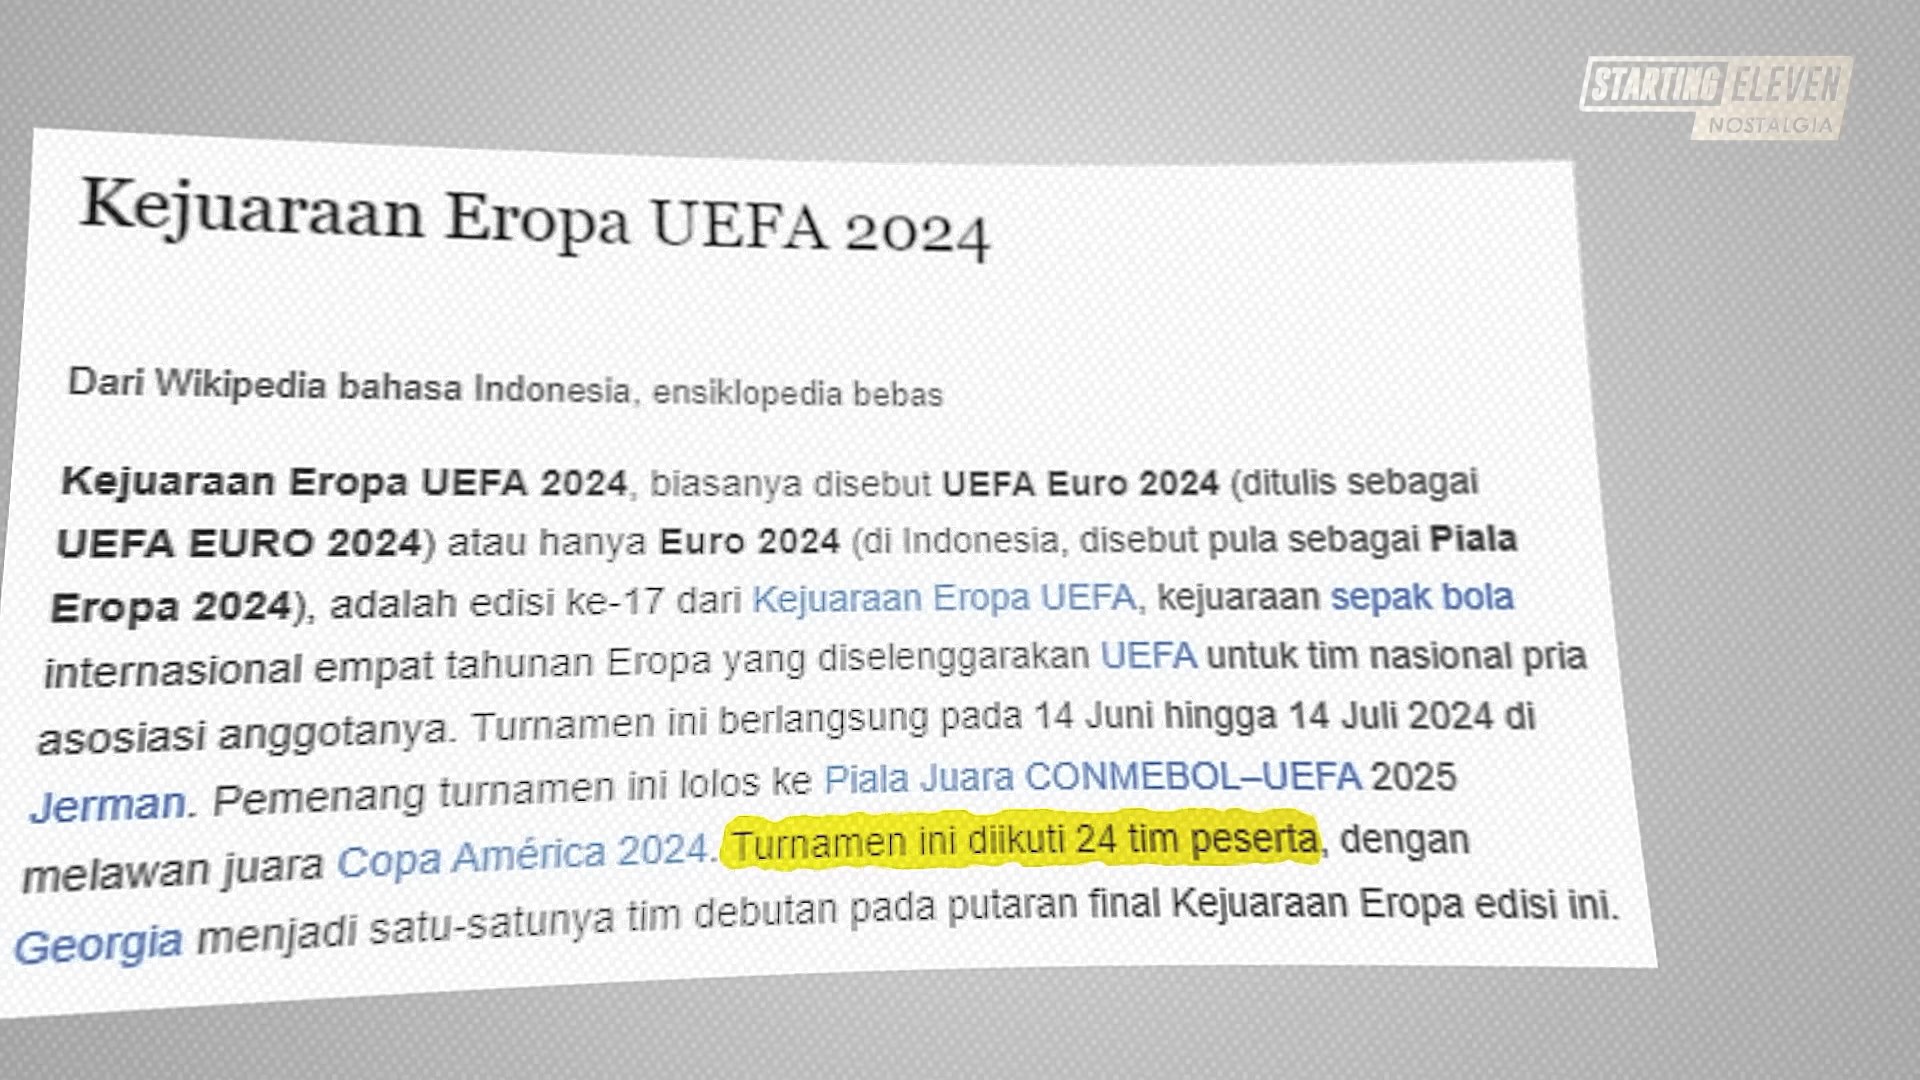 STARTING ELEVEN
NOSTALGIA
Kejuaraan Eropa UEFA 2024
Dari Wikipedia bahasa Indonesia, ensiklopedia bebas
Kejuaraan Eropa UEFA 2024, biasanya disebut UEFA Euro 2024 (ditulis sebagai
UEFA EURO 2024) atau hanya Euro 2024 (di Indonesia, disebut pula sebagai Piala
Eropa 2024), adalah edisi ke-17 dari Kejuaraan Eropa UEFA, kejuaraan sepak bola
internasional empat tahunan Eropa yang diselenggarakan UEFA untuk tim nasional pria
asosiasi anggotanya. Turnamen ini berlangsung pada 14 Juni hingga 14 Juli 2024 di
Jerman. Pemenang turnamen ini lolos ke Piala Juara CONMEBOL–UEFA 2025
melawan juara Copa América 2024. Turnamen ini diikuti 24 tim peserta, dengan
Georgia menjadi satu-satunya tim debutan pada putaran final Kejuaraan Eropa edisi ini.